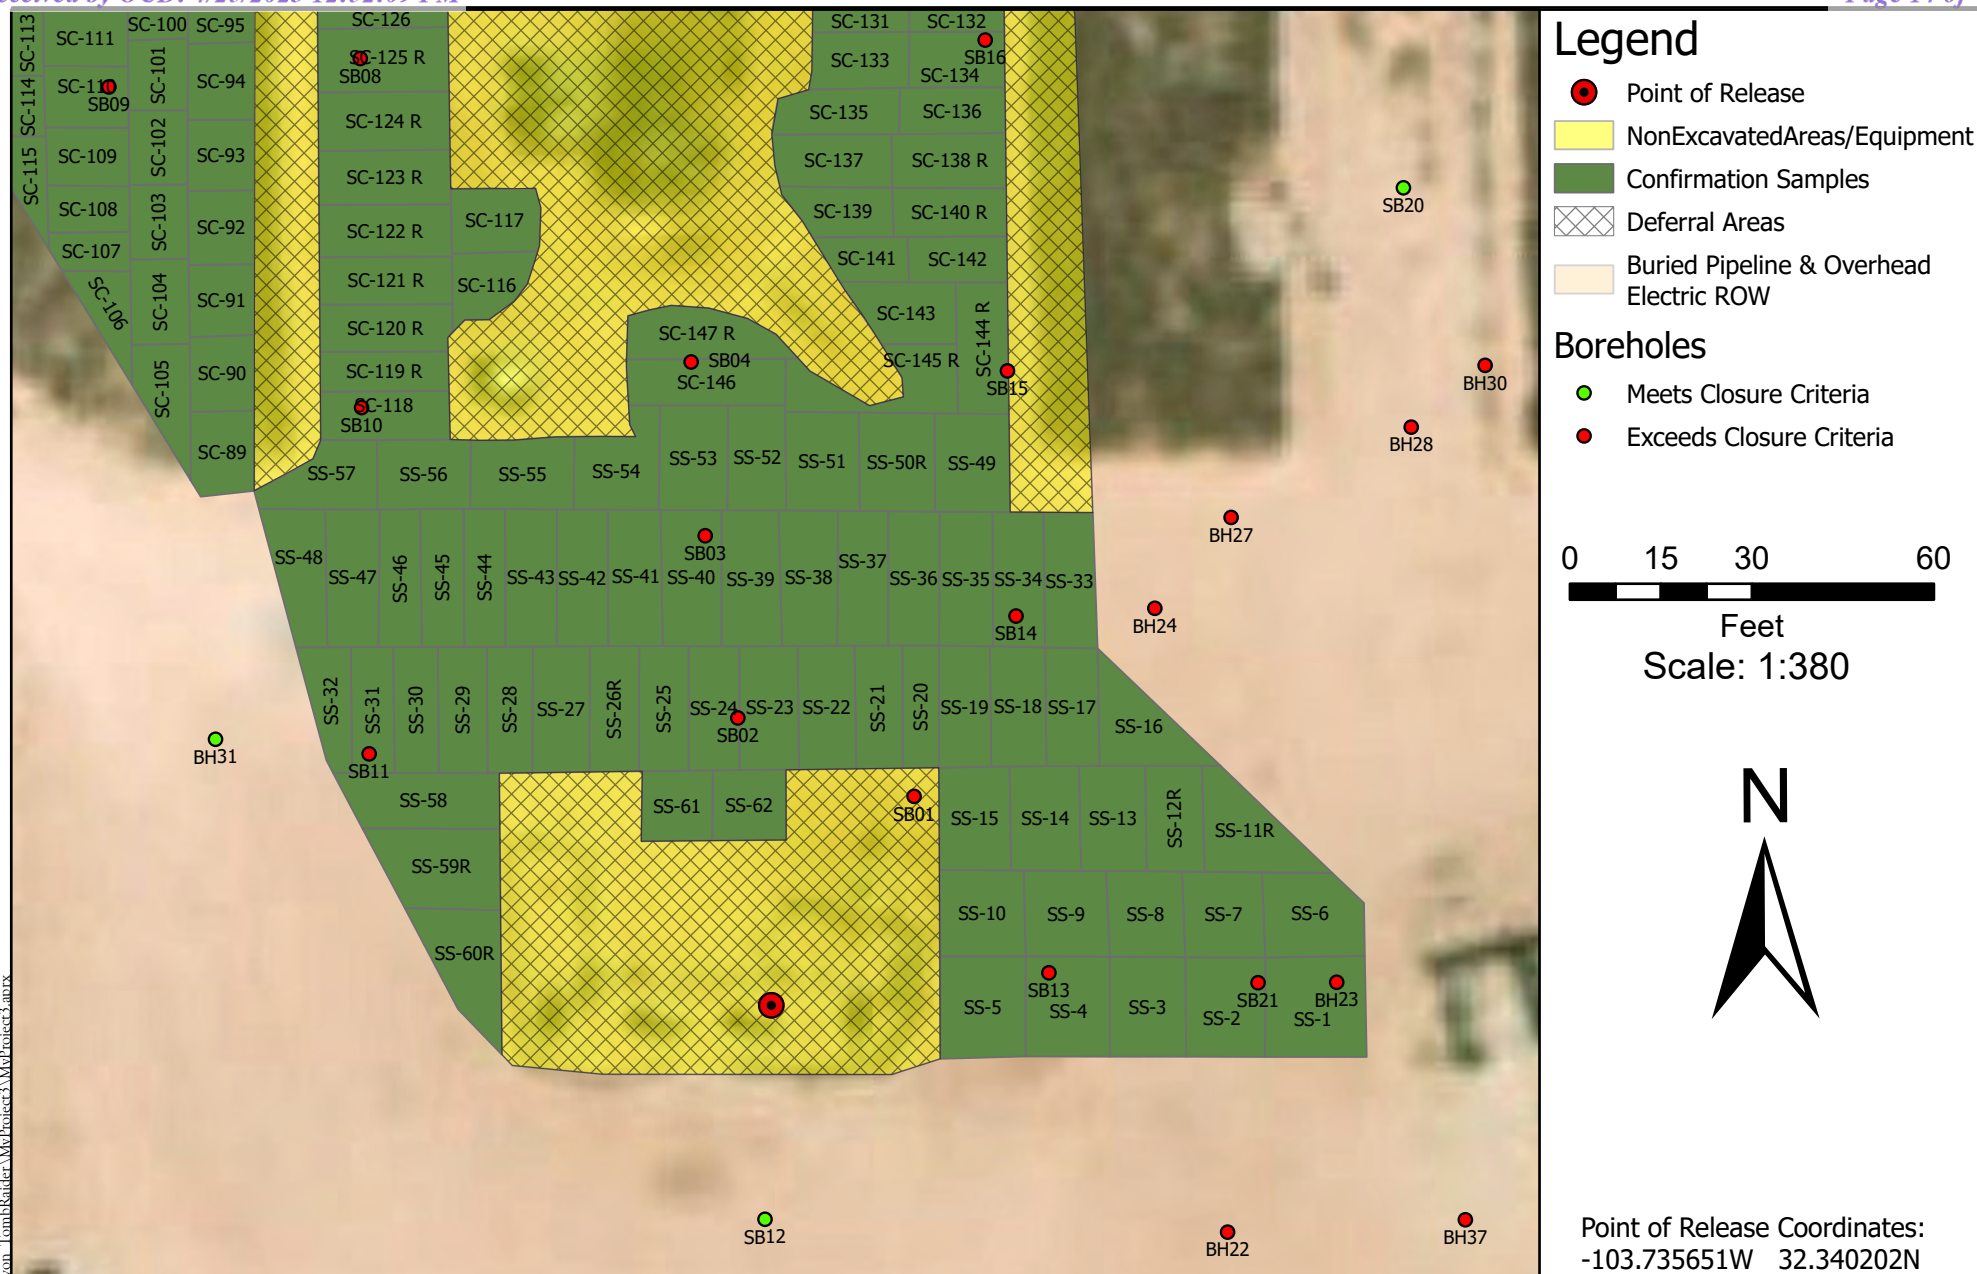 SC-113
SC-111
SC-100
SC-95
SC-126
SC-131
SC-132
SC-114
SB09
SC-101
SC-94
SC-125 R
SB08
SC-133
SB16
SC-134
SC-115
SC-109
SC-102
SC-93
SC-124 R
SC-135
SC-136
SC-123 R
SC-137
SC-138 R
SC-108
SC-103
SC-92
SC-122 R
SC-117
SC-139
SC-140 R
SC-107
SC-106
SC-104
SC-91
SC-121 R
SC-116
SC-141
SC-142
SC-120 R
SC-147 R
SC-143
SC-144 R
SC-105
SC-90
SC-119 R
SB04
SC-146
SC-145 R
SB15
SC-118
SB10
SC-89
SS-57
SS-56
SS-55
SS-54
SS-53
SS-52
SS-51
SS-50R
SS-49
SS-48
SS-47
SS-46
SS-45
SS-44
SS-43
SS-42
SS-41
SB03
SS-40
SS-39
SS-38
SS-37
SS-36
SS-35
SS-34
SS-33
SB14
SS-32
SS-31
SS-30
SS-29
SS-28
SS-27
SS-26R
SS-25
SS-24
SS-23
SB02
SS-22
SS-21
SS-20
SS-19
SS-18
SS-17
SS-16
SB11
BH31
SS-58
SS-61
SS-62
SB01
SS-15
SS-14
SS-13
SS-12R
SS-11R
SS-59R
SS-60R
SS-10
SS-9
SS-8
SS-7
SS-6
SS-5
SB13
SS-4
SS-3
SB21
SS-2
BH23
SS-1
SB12
BH22
BH37
SB20
BH30
BH28
BH27
BH24
Legend
Point of Release
NonExcavatedAreas/Equipment
Confirmation Samples
Deferral Areas
Buried Pipeline & Overhead
Electric ROW
Boreholes
Meets Closure Criteria
Exceeds Closure Criteria
0 15 30 60
Feet
Scale: 1:380
N
Point of Release Coordinates:
-103.735651W 32.340202N